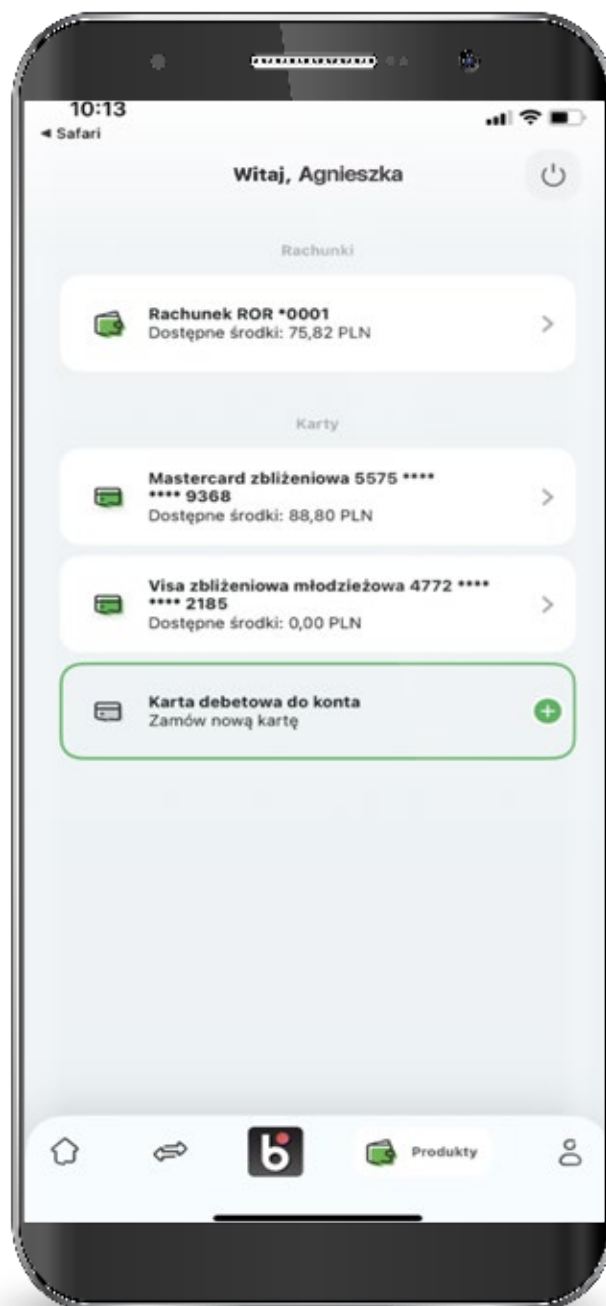 10:13
◄ Safari
Witaj, Agnieszka
Rachunki
Rachunek ROR *0001
Dostępne środki: 75,82 PLN
Karty
Mastercard zbliżeniowa 5575 ****
**** 9368
Dostępne środki: 88,80 PLN
Visa zbliżeniowa młodzieżowa 4772 ****
**** 2185
Dostępne środki: 0,00 PLN
Karta debetowa do konta
Zamów nową kartę
b
Produkty